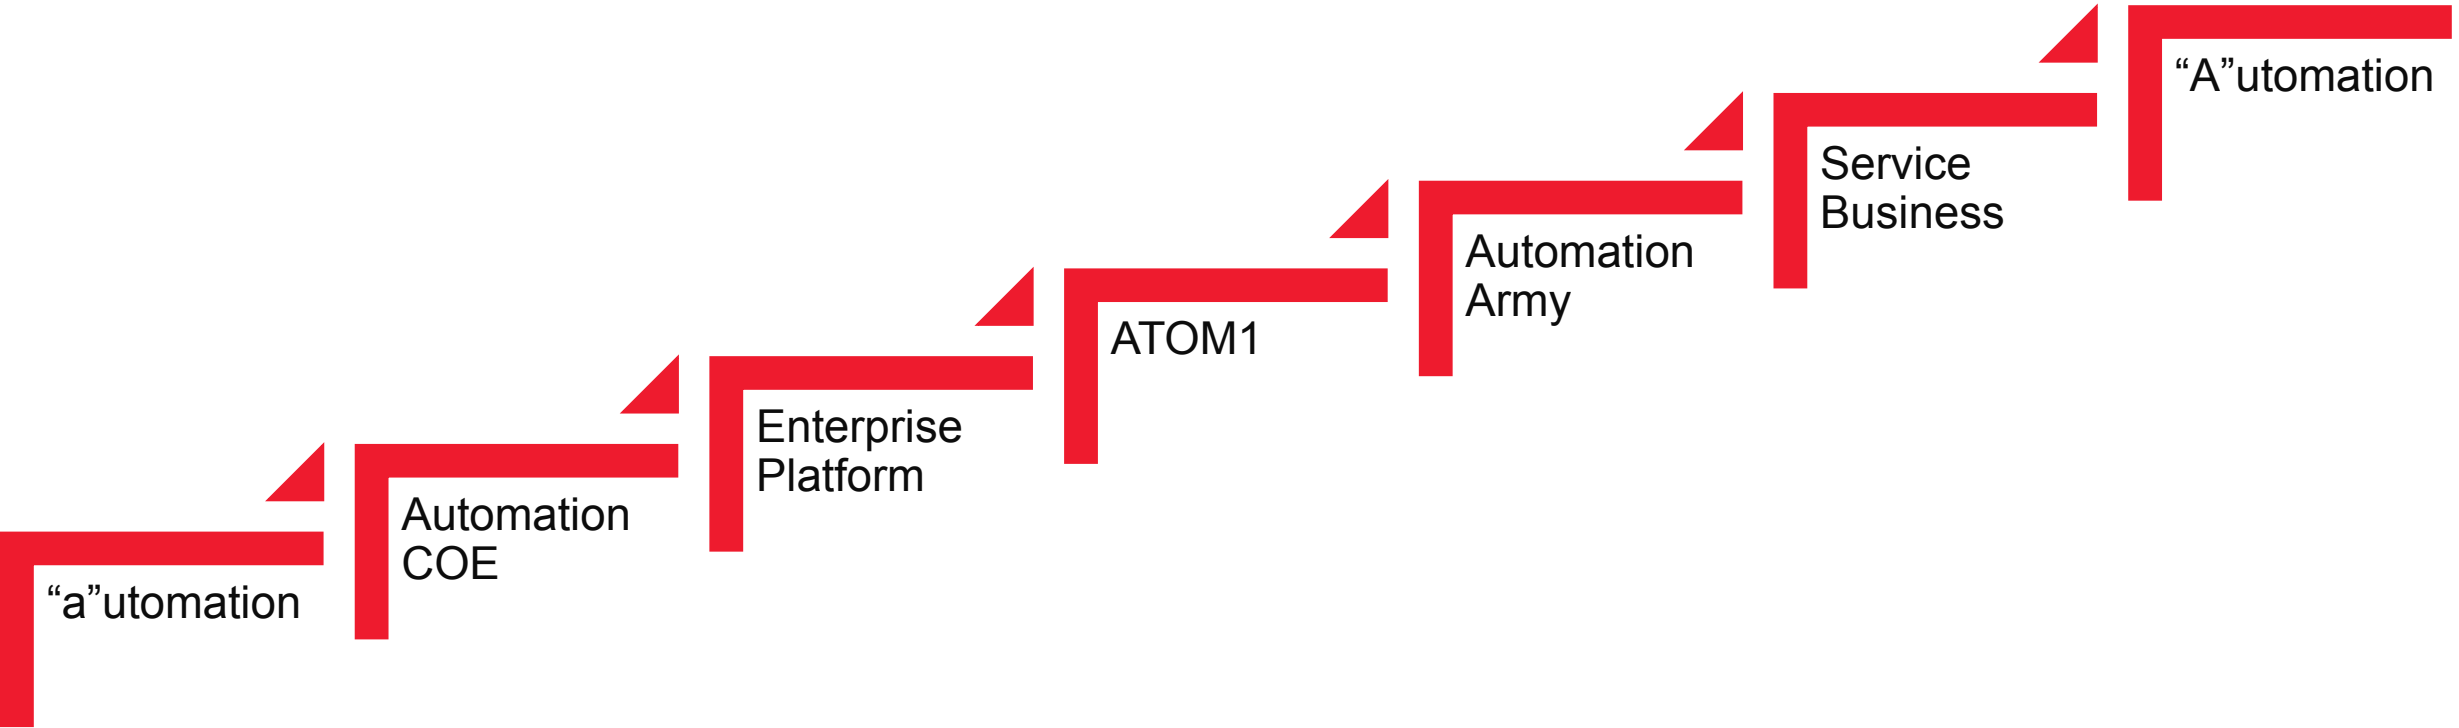 “a”utomation
Automation
COE
Enterprise
Platform
ATOM1
Automation
Army
Service
Business
“A”utomation